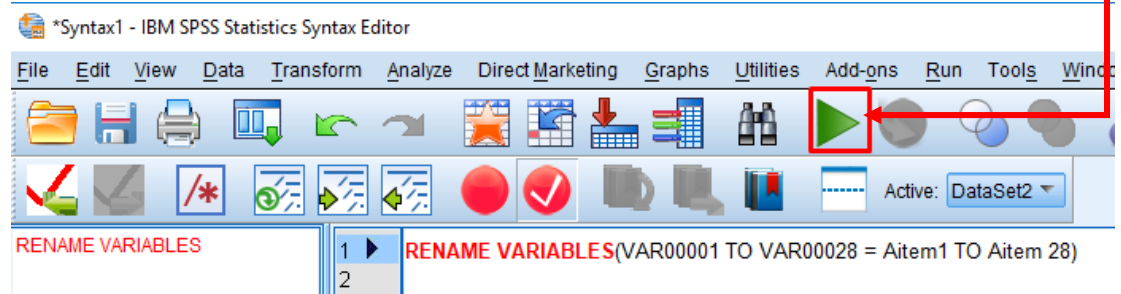 *Syntax1 - IBM SPSS Statistics Syntax Editor
File Edit View Data Transform Analyze Direct Marketing Graphs Utilities Add-ons Run Tools Windo
/*
Active: DataSet2
RENAME VARIABLES
1 RENAME VARIABLES(VAR00001 TO VAR00028 = Aitem1 TO Aitem 28)
2